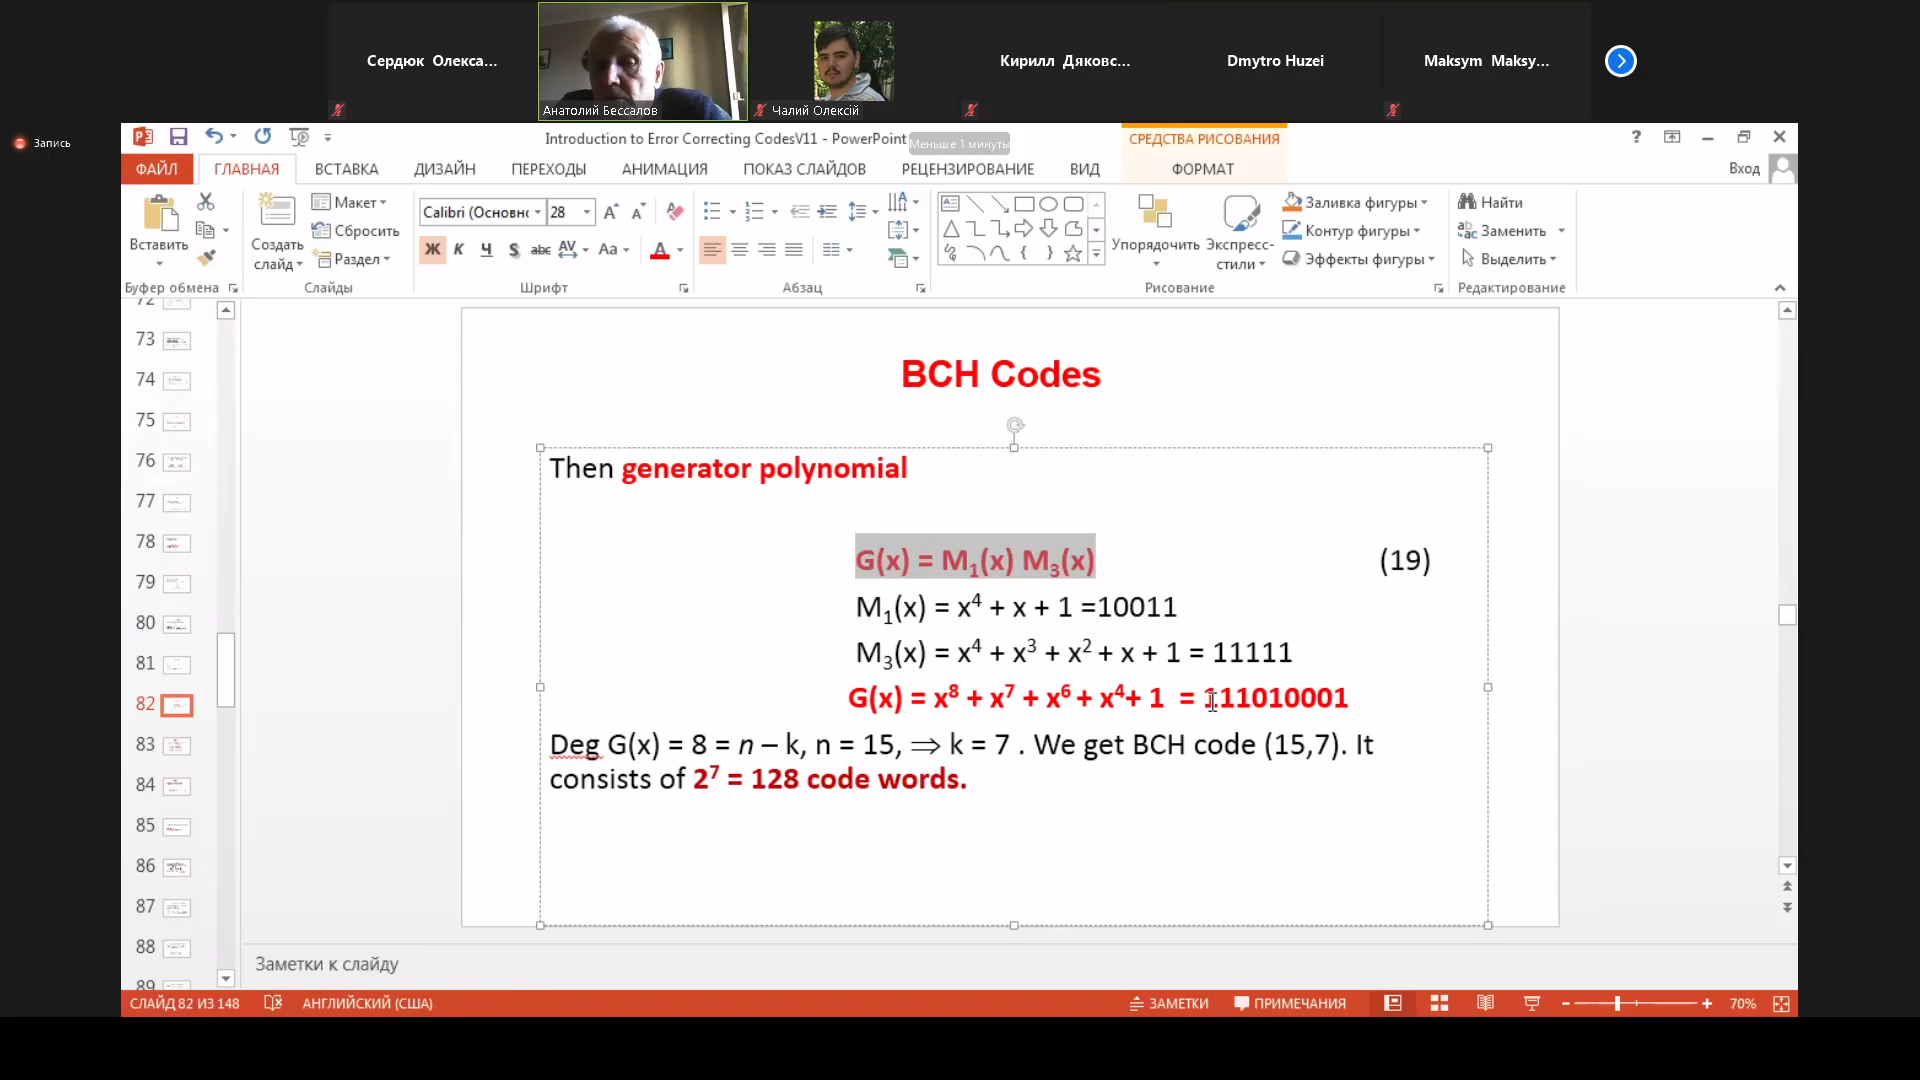 Сердюк Олекса...
Анатолий Бессалов
Чалий Олексій
Кирилл Дяковс...
Dmytro Huzei
Maksym Maksy...
Запись
Introduction to Error Correcting CodesV11 - PowerPoint
Меньше 1 минуты
СРЕДСТВА РИСОВАНИЯ
?
ФАЙЛ
ГЛАВНАЯ
ВСТАВКА
ДИЗАЙН
ПЕРЕХОДЫ
АНИМАЦИЯ
ПОКАЗ СЛАЙДОВ
РЕЦЕНЗИРОВАНИЕ
ВИД
ФОРМАТ
Вход
Вставить
Создать слайд
Макет
Сбросить
Раздел
Calibri (Основнс
28
Ж К Ч S abc AV Aa A
Упорядочить
Экспресс-
стили
Заливка фигуры
Контур фигуры
Эффекты фигуры
Найти
Заменить
Выделить
Буфер обмена
Слайды
Шрифт
Абзац
Рисование
Редактирование
72
73
74
75
76
77
78
79
80
81
82
83
84
85
86
87
88
89
BCH Codes
Then generator polynomial
G(x) = M₁(x) M₃(x) (19)
M₁(x) = x⁴ + x + 1 =10011
M₃(x) = x⁴ + x³ + x² + x + 1 = 11111
G(x) = x⁸ + x⁷ + x⁶ + x⁴+ 1 = 111010001
Deg G(x) = 8 = n – k, n = 15, ⇒ k = 7 . We get BCH code (15,7). It
consists of 2⁷ = 128 code words.
Заметки к слайду
СЛАЙД 82 ИЗ 148
АНГЛИЙСКИЙ (США)
ЗАМЕТКИ
ПРИМЕЧАНИЯ
70%